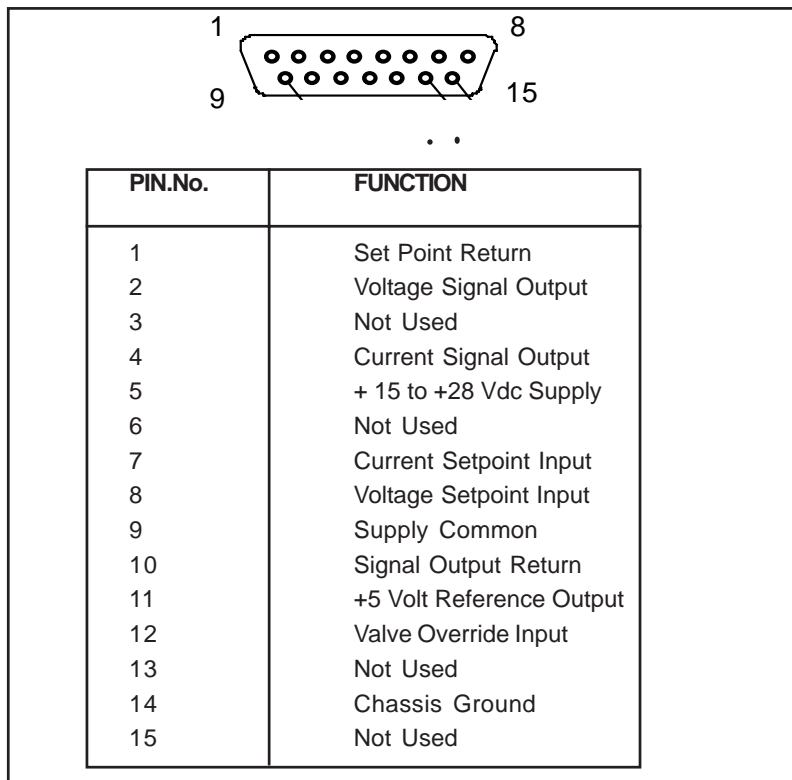 1 8
9 15
PIN.No. FUNCTION
1 Set Point Return
2 Voltage Signal Output
3 Not Used
4 Current Signal Output
5 + 15 to +28 Vdc Supply
6 Not Used
7 Current Setpoint Input
8 Voltage Setpoint Input
9 Supply Common
10 Signal Output Return
11 +5 Volt Reference Output
12 Valve Override Input
13 Not Used
14 Chassis Ground
15 Not Used